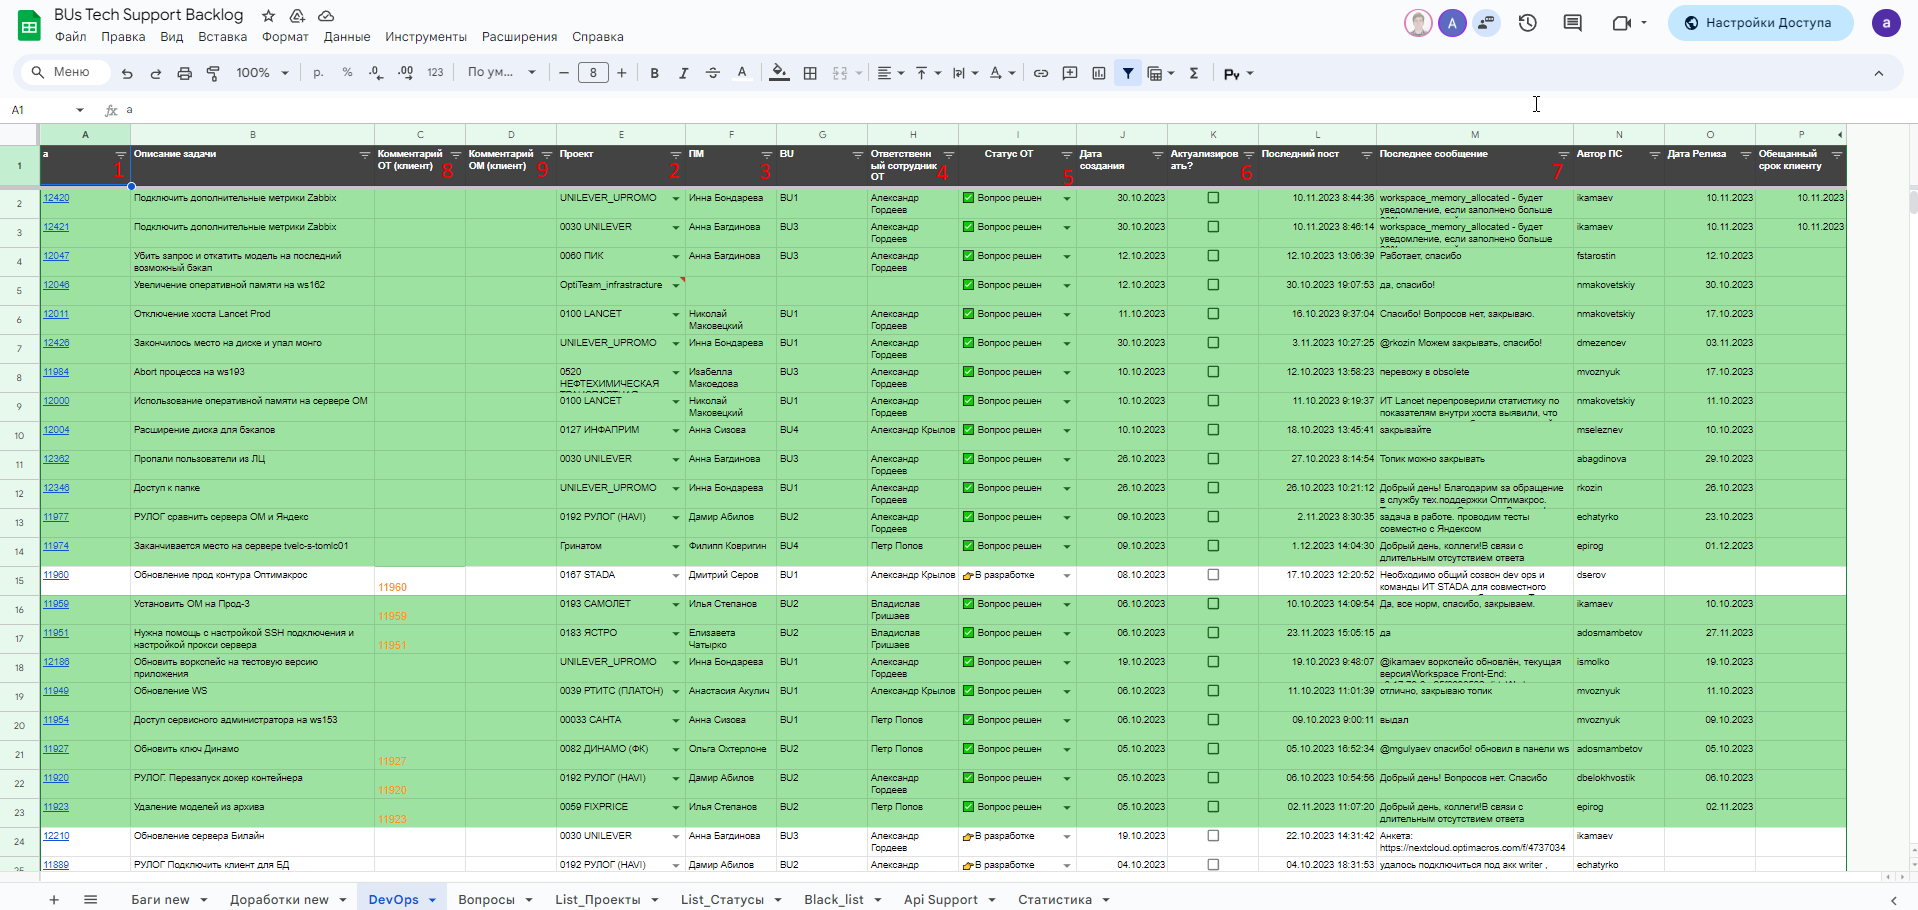 BUs Tech Support Backlog
Файл Правка Вид Вставка Формат Данные Инструменты Расширения Справка
A Настройки Доступа a
Меню 100% р. % .0 .00 123 По ум... 8 B I A Σ Py
A1 fx a
A B C D E F G H I J K L M N O P
1 a Описание задачи Комментарий ОТ (клиент) Комментарий ОМ (клиент) Проект ПМ BU Ответственный сотрудник ОТ Статус ОТ Дата создания Актуализировать? Последний пост Последнее сообщение Автор ПС Дата Релиза Обещанный срок клиенту
1 8 9 2 3 4 5 6 7
2 12420 Подключить дополнительные метрики Zabbix UNILEVER_UPROMO Инна Бондарева BU1 Александр Гордеев Вопрос решен 30.10.2023 10.11.2023 8:44:36 workspace_memory_allocated - будет уведомление, если заполнено больше ikamaev 10.11.2023 10.11.2023
3 12421 Подключить дополнительные метрики Zabbix 0030 UNILEVER Анна Багдинова BU3 Александр Гордеев Вопрос решен 30.10.2023 10.11.2023 8:46:14 workspace_memory_allocated - будет уведомление, если заполнено больше ikamaev 10.11.2023 10.11.2023
4 12047 Убить запрос и откатить модель на последний возможный бэкап 0060 ПИК Анна Багдинова BU3 Александр Гордеев Вопрос решен 12.10.2023 12.10.2023 13:06:39 Работает, спасибо fstarostin 12.10.2023
5 12046 Увеличение оперативной памяти на ws162 OptiTeam_infrastracture Вопрос решен 12.10.2023 30.10.2023 19:07:53 да, спасибо! nmakovetskiy 30.10.2023
6 12011 Отключение хоста Lancet Prod 0100 LANCET Николай Маковецкий BU1 Александр Гордеев Вопрос решен 11.10.2023 16.10.2023 9:37:04 Спасибо! Вопросов нет, закрываю. nmakovetskiy 17.10.2023
7 12426 Закончилось место на диске и упал монго UNILEVER_UPROMO Инна Бондарева BU1 Александр Гордеев Вопрос решен 30.10.2023 3.11.2023 10:27:25 @rkozin Можем закрывать, спасибо! dmezencev 03.11.2023
8 11984 Abort процесса на ws193 0520 НЕФТЕХИМИЧЕСКАЯ Изабелла Макоедова BU3 Александр Гордеев Вопрос решен 10.10.2023 12.10.2023 13:58:23 перевожу в obsolete mvoznyuk 17.10.2023
9 12000 Использование оперативной памяти на сервере ОМ 0100 LANCET Николай Маковецкий BU1 Александр Гордеев Вопрос решен 10.10.2023 11.10.2023 9:19:37 ИТ Lancet перепроверили статистику по показателям внутри хоста выявили, что nmakovetskiy 11.10.2023
10 12004 Расширение диска для бэкапов 0127 ИНФАПРИМ Анна Сизова BU4 Александр Крылов Вопрос решен 10.10.2023 18.10.2023 13:45:41 закрывайте mseleznev 10.10.2023
11 12362 Пропали пользователи из ЛЦ 0030 UNILEVER Анна Багдинова BU3 Александр Гордеев Вопрос решен 26.10.2023 27.10.2023 8:14:54 Топик можно закрывать abagdinova 29.10.2023
12 12346 Доступ к папке UNILEVER_UPROMO Инна Бондарева BU1 Александр Гордеев Вопрос решен 26.10.2023 26.10.2023 10:21:12 Добрый день! Благодарим за обращение в службу тех.поддержки Оптимакрос. rkozin 26.10.2023
13 11977 РУЛОГ сравнить сервера ОМ и Яндекс 0192 РУЛОГ (HAVI) Дамир Абилов BU2 Александр Гордеев Вопрос решен 09.10.2023 2.11.2023 8:30:35 задача в работе. проводим тесты совместно с Яндексом echatyrko 23.10.2023
14 11974 Заканчивается место на сервере tvelc-s-tomlc01 Гринатом Филипп Ковригин BU4 Петр Попов Вопрос решен 09.10.2023 1.12.2023 14:04:30 Добрый день, коллеги!В связи с длительным отсутствием ответа epirog 01.12.2023
15 11960 Обновление прод контура Оптимакрос 11960 0167 STADA Дмитрий Серов BU1 Александр Крылов В разработке 08.10.2023 17.10.2023 12:20:52 Необходимо общий созвон dev ops и команды ИТ STADA для совместного dserov
16 11959 Установить ОМ на Прод-3 11959 0193 САМОЛЕТ Илья Степанов BU2 Владислав Гришаев Вопрос решен 06.10.2023 10.10.2023 14:09:54 Да, все норм, спасибо, закрываем. ikamaev 10.10.2023
17 11951 Нужна помощь с настройкой SSH подключения и настройкой прокси сервера 11951 0183 ЯСТРО Елизавета Чатырко BU2 Владислав Гришаев Вопрос решен 06.10.2023 23.11.2023 15:05:15 да adosmambetov 27.11.2023
18 12186 Обновить воркспейс на тестовую версию приложения UNILEVER_UPROMO Инна Бондарева BU1 Александр Гордеев Вопрос решен 19.10.2023 19.10.2023 9:48:07 @ikamaev воркспейс обновлён, текущая версияWorkspace Front-End: ismolko 19.10.2023
19 11949 Обновление WS 0039 РТИТС (ПЛАТОН) Анастасия Акулич BU1 Александр Крылов Вопрос решен 06.10.2023 11.10.2023 11:01:39 отлично, закрываю топик mvoznyuk 11.10.2023
20 11954 Доступ сервисного администратора на ws153 00033 САНТА Анна Сизова BU1 Петр Попов Вопрос решен 06.10.2023 09.10.2023 9:00:11 выдал mvoznyuk 09.10.2023
21 11927 Обновить ключ Динамо 11927 0082 ДИНАМО (ФК) Ольга Охтерлоне BU2 Петр Попов Вопрос решен 05.10.2023 05.10.2023 16:52:34 @mgulyaev спасибо! обновил в панели ws adosmambetov 05.10.2023
22 11920 РУЛОГ. Перезапуск докер контейнера 11920 0192 РУЛОГ (HAVI) Дамир Абилов BU2 Александр Гордеев Вопрос решен 05.10.2023 06.10.2023 10:54:56 Добрый день! Вопросов нет. Спасибо dbelokhvostik 06.10.2023
23 11923 Удаление моделей из архива 11923 0059 FIXPRICE Илья Степанов BU2 Петр Попов Вопрос решен 05.10.2023 02.11.2023 11:07:20 Добрый день, коллеги!В связи с длительным отсутствием ответа epirog 02.11.2023
24 12210 Обновление сервера Билайн 0030 UNILEVER Анна Багдинова BU3 Александр Гордеев В разработке 19.10.2023 22.10.2023 14:31:42 Анкета: https://nextcloud.optimacros.com/f/4737034 ikamaev
25 11889 РУЛОГ Подключить клиент для БД 0192 РУЛОГ (HAVI) Дамир Абилов BU2 Александр В разработке 04.10.2023 04.10.2023 18:31:53 удалось подключиться под акк writer , echatyrko
Баги new Доработки new DevOps Вопросы List_Проекты List_Статусы Black_list Api Support Статистика